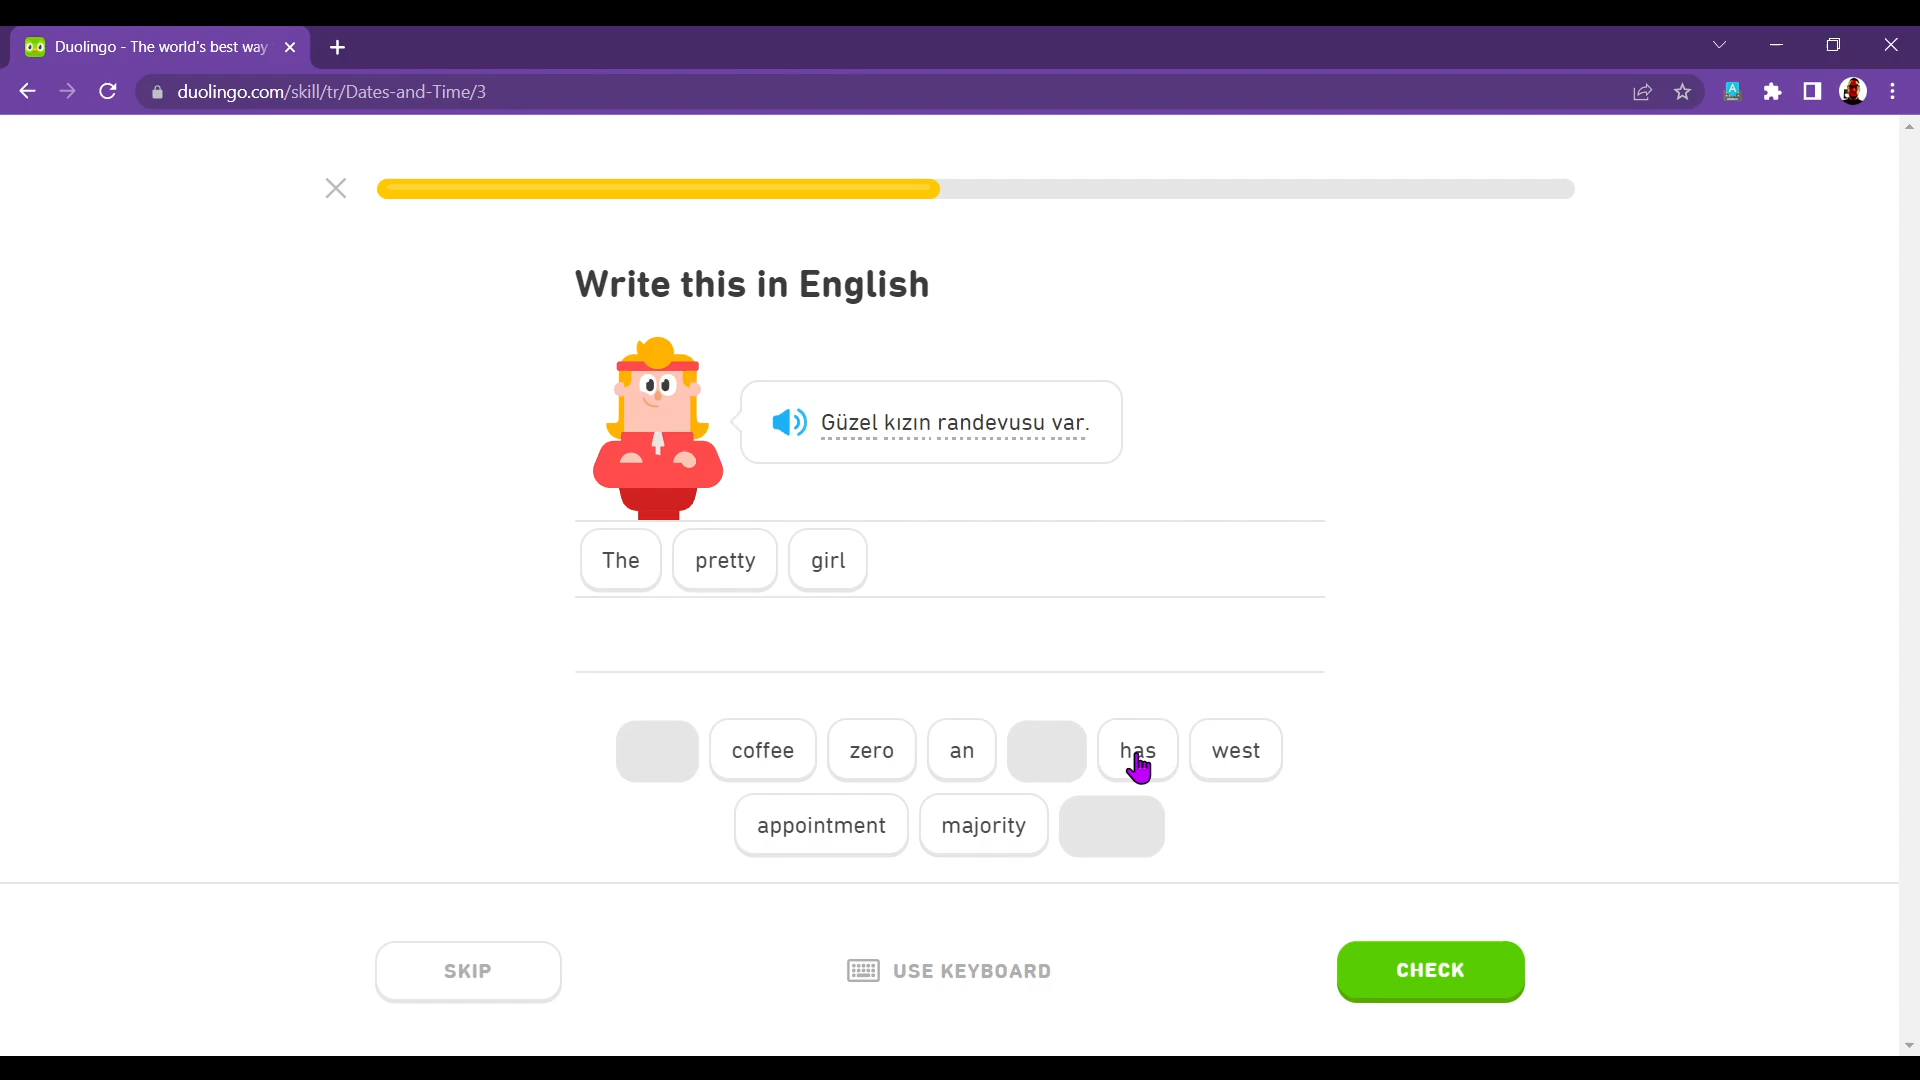 Duolingo - The world's best way
duolingo.com/skill/tr/Dates-and-Time/3
Write this in English
Güzel kızın randevusu var.
The pretty girl
coffee zero an has west
appointment majority
SKIP USE KEYBOARD CHECK